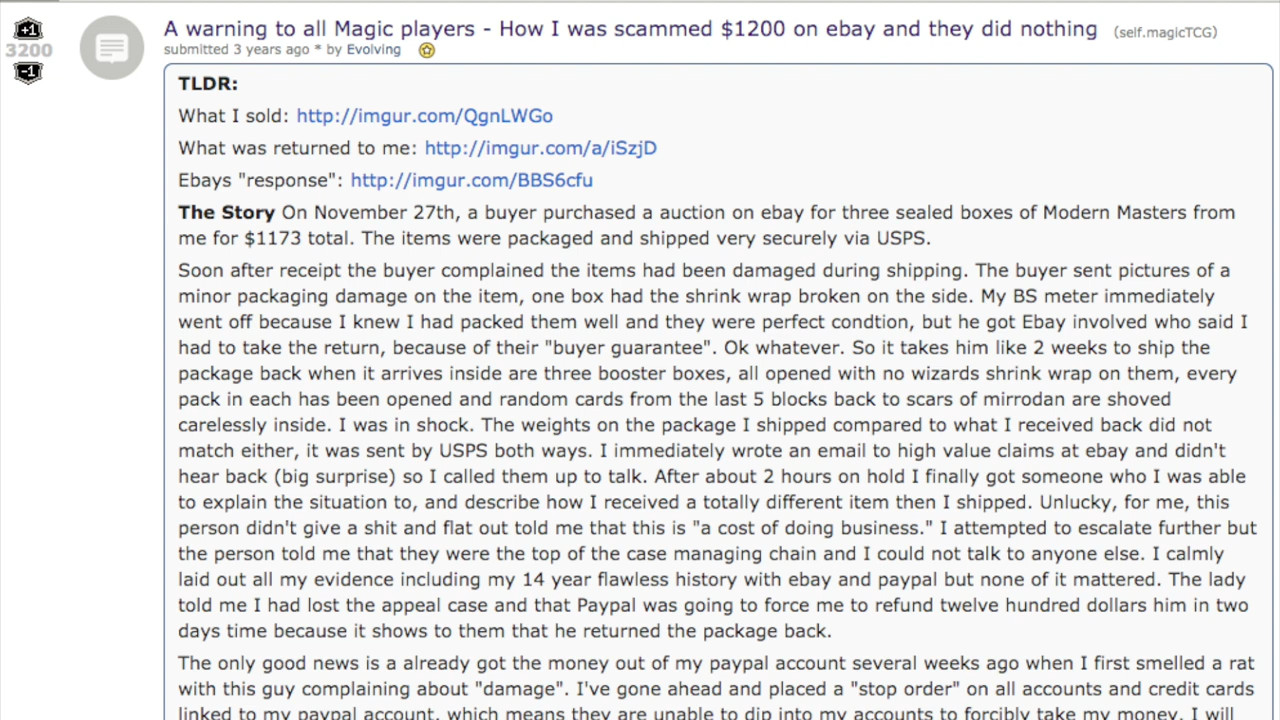 +1
3200
-1
A warning to all Magic players - How I was scammed $1200 on ebay and they did nothing (self.magicTCG)
submitted 3 years ago * by Evolving
TLDR:
What I sold: http://imgur.com/QgnLWGo
What was returned to me: http://imgur.com/a/iSzjD
Ebays "response": http://imgur.com/BBS6cfu
The Story On November 27th, a buyer purchased a auction on ebay for three sealed boxes of Modern Masters from
me for $1173 total. The items were packaged and shipped very securely via USPS.
Soon after receipt the buyer complained the items had been damaged during shipping. The buyer sent pictures of a
minor packaging damage on the item, one box had the shrink wrap broken on the side. My BS meter immediately
went off because I knew I had packed them well and they were perfect condtion, but he got Ebay involved who said I
had to take the return, because of their "buyer guarantee". Ok whatever. So it takes him like 2 weeks to ship the
package back when it arrives inside are three booster boxes, all opened with no wizards shrink wrap on them, every
pack in each has been opened and random cards from the last 5 blocks back to scars of mirrodan are shoved
carelessly inside. I was in shock. The weights on the package I shipped compared to what I received back did not
match either, it was sent by USPS both ways. I immediately wrote an email to high value claims at ebay and didn't
hear back (big surprise) so I called them up to talk. After about 2 hours on hold I finally got someone who I was able
to explain the situation to, and describe how I received a totally different item then I shipped. Unlucky, for me, this
person didn't give a shit and flat out told me that this is "a cost of doing business." I attempted to escalate further but
the person told me that they were the top of the case managing chain and I could not talk to anyone else. I calmly
laid out all my evidence including my 14 year flawless history with ebay and paypal but none of it mattered. The lady
told me I had lost the appeal case and that Paypal was going to force me to refund twelve hundred dollars him in two
days time because it shows to them that he returned the package back.
The only good news is a already got the money out of my paypal account several weeks ago when I first smelled a rat
with this guy complaining about "damage". I've gone ahead and placed a "stop order" on all accounts and credit cards
linked to my paypal account, which means they are unable to dip into my accounts to forcibly take my money. I will